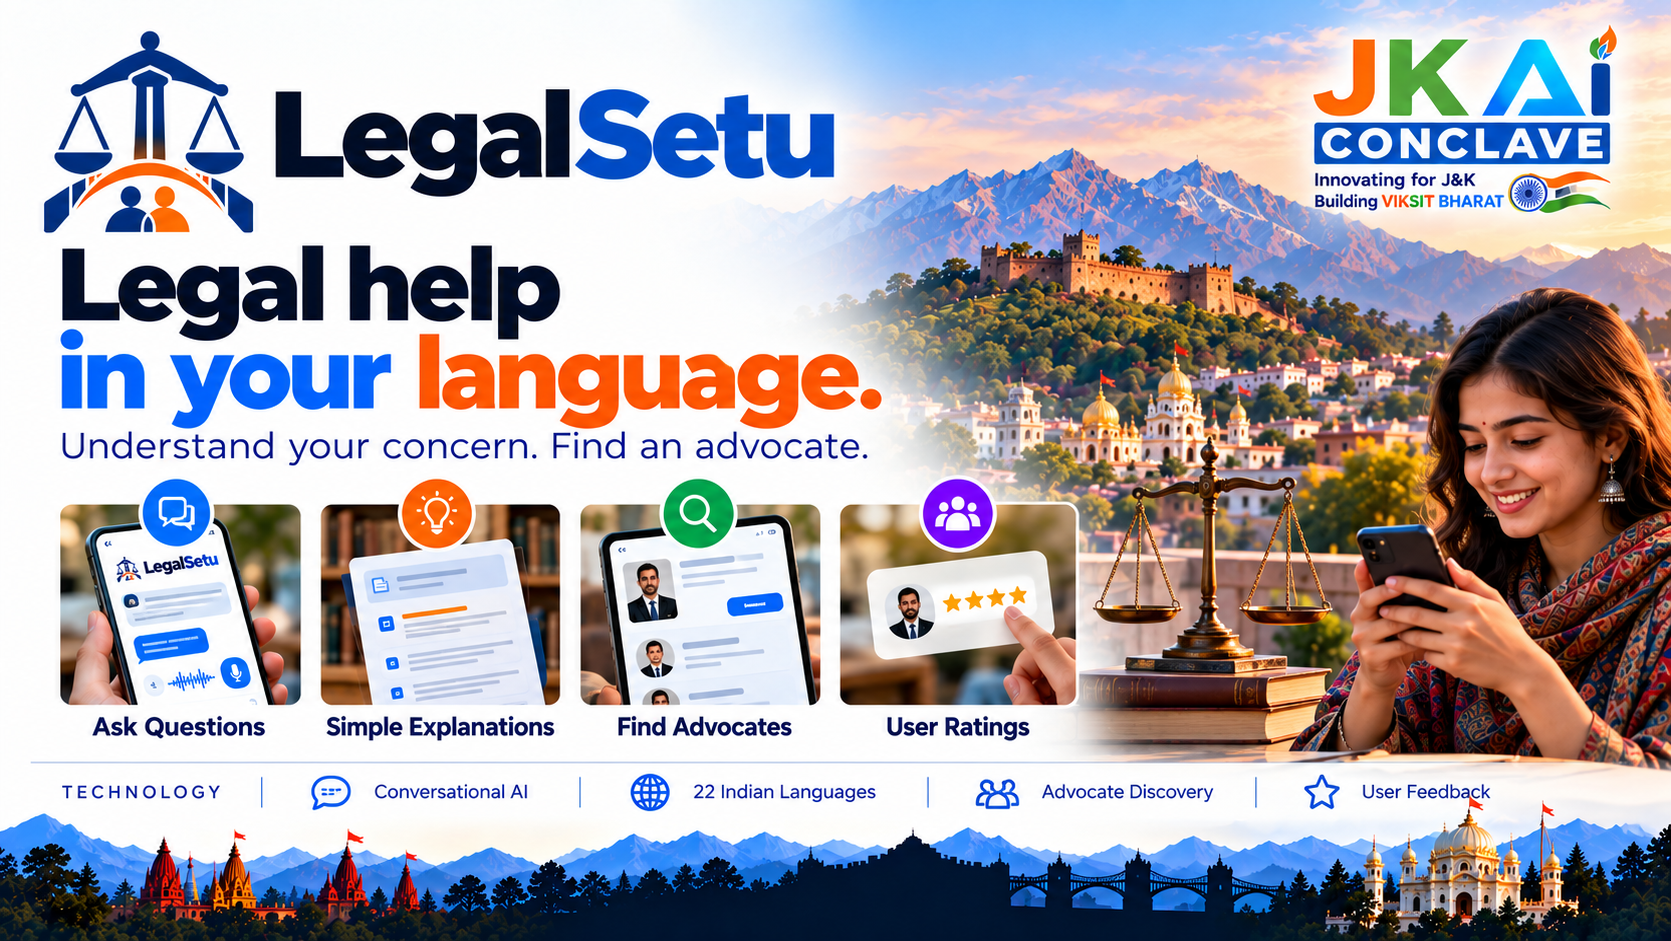 LegalSetu
JK Ai
CONCLAVE
Innovating for J&K
Building VIKSIT BHARAT
Legal help
in your language.
Understand your concern. Find an advocate.
LegalSetu
Ask Questions
Simple Explanations
Find Advocates
User Ratings
TECHNOLOGY
Conversational AI
22 Indian Languages
Advocate Discovery
User Feedback